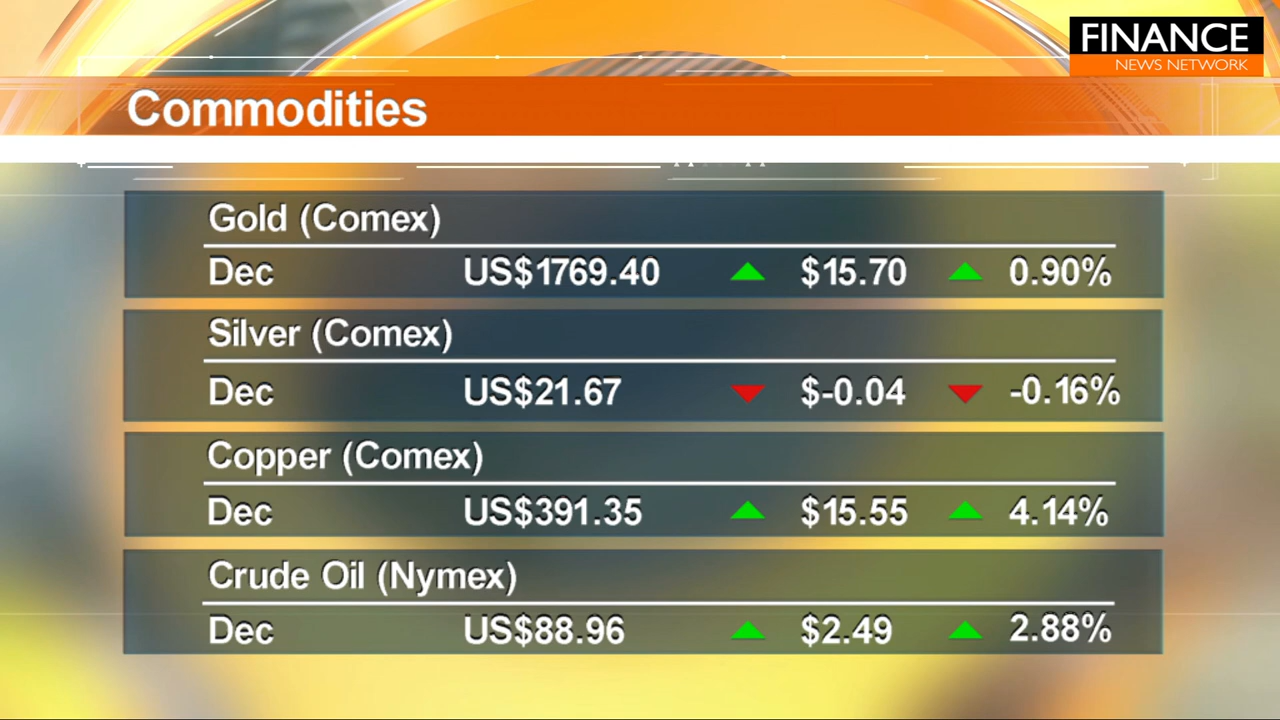 FINANCE
NEWS NETWORK
Commodities
Gold (Comex)
Dec US$1769.40 $15.70 0.90%
Silver (Comex)
Dec US$21.67 $-0.04 -0.16%
Copper (Comex)
Dec US$391.35 $15.55 4.14%
Crude Oil (Nymex)
Dec US$88.96 $2.49 2.88%